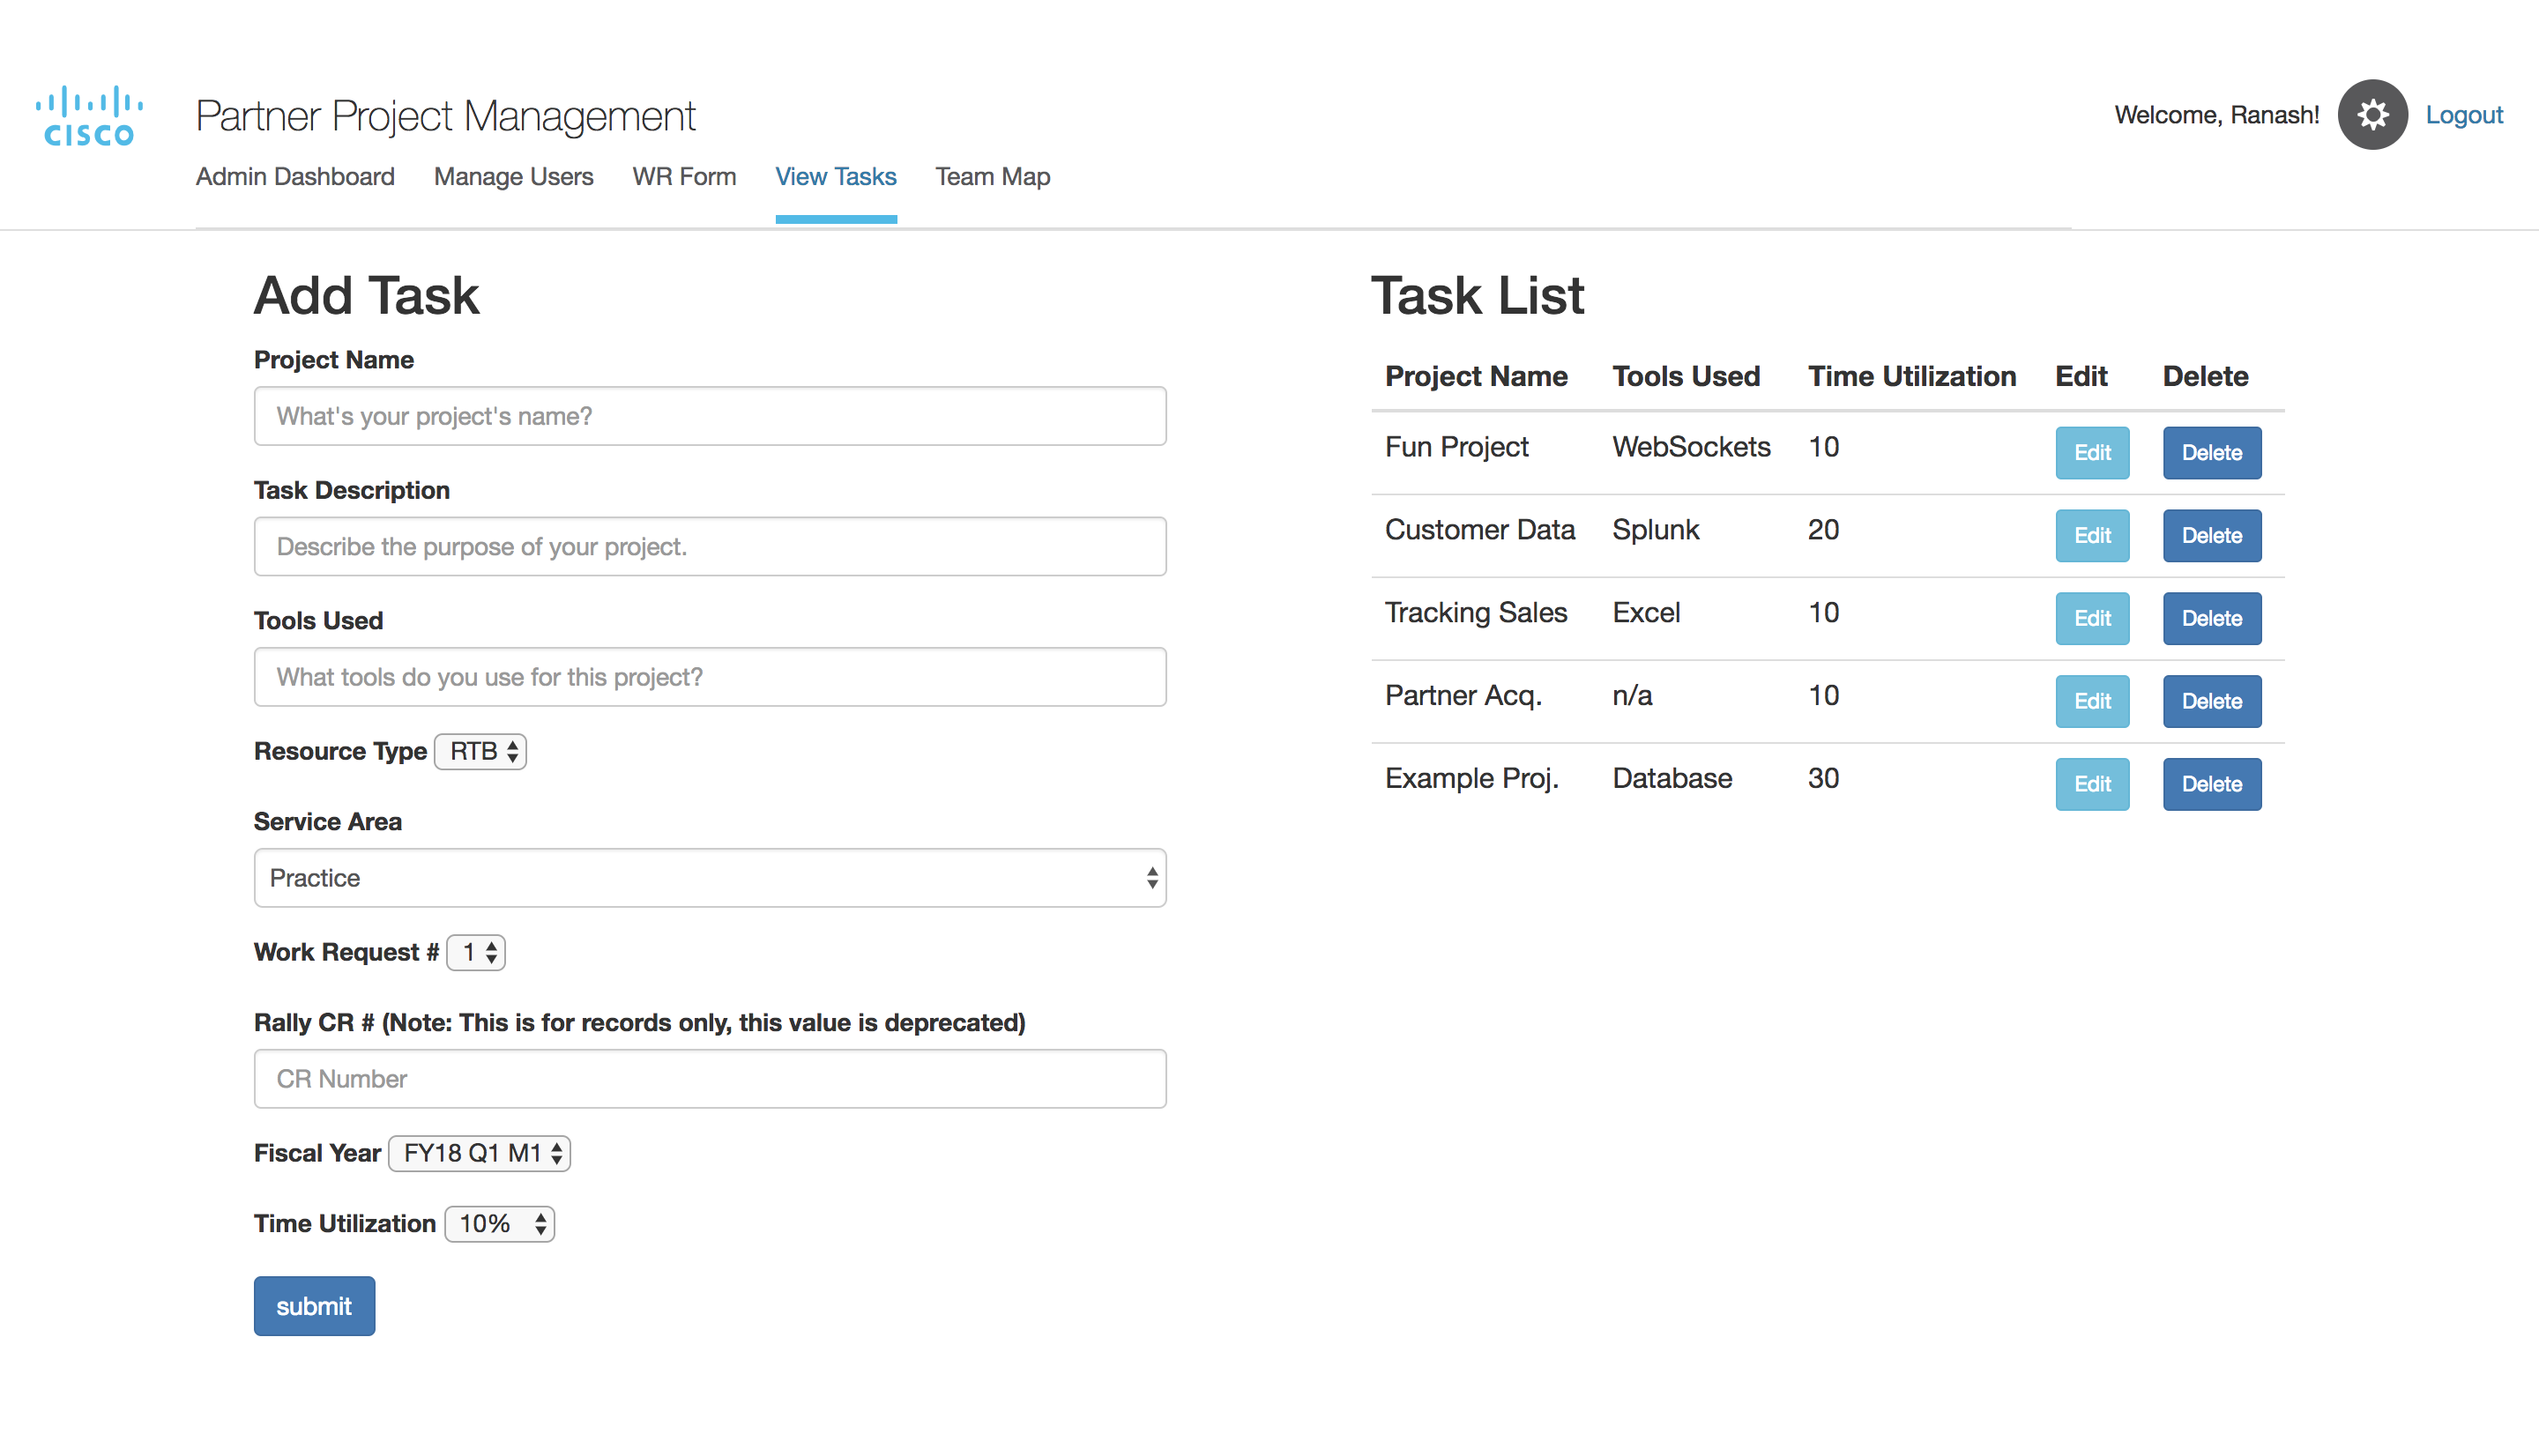 CISCO
Partner Project Management
Welcome, Ranash!
Logout
Admin Dashboard Manage Users WR Form View Tasks Team Map
Add Task
Project Name
What's your project's name?
Task Description
Describe the purpose of your project.
Tools Used
What tools do you use for this project?
Resource Type RTB
Service Area
Practice
Work Request # 1
Rally CR # (Note: This is for records only, this value is deprecated)
CR Number
Fiscal Year FY18 Q1 M1
Time Utilization 10%
submit
Task List
Project Name Tools Used Time Utilization Edit Delete
Fun Project WebSockets 10 Edit Delete
Customer Data Splunk 20 Edit Delete
Tracking Sales Excel 10 Edit Delete
Partner Acq. n/a 10 Edit Delete
Example Proj. Database 30 Edit Delete